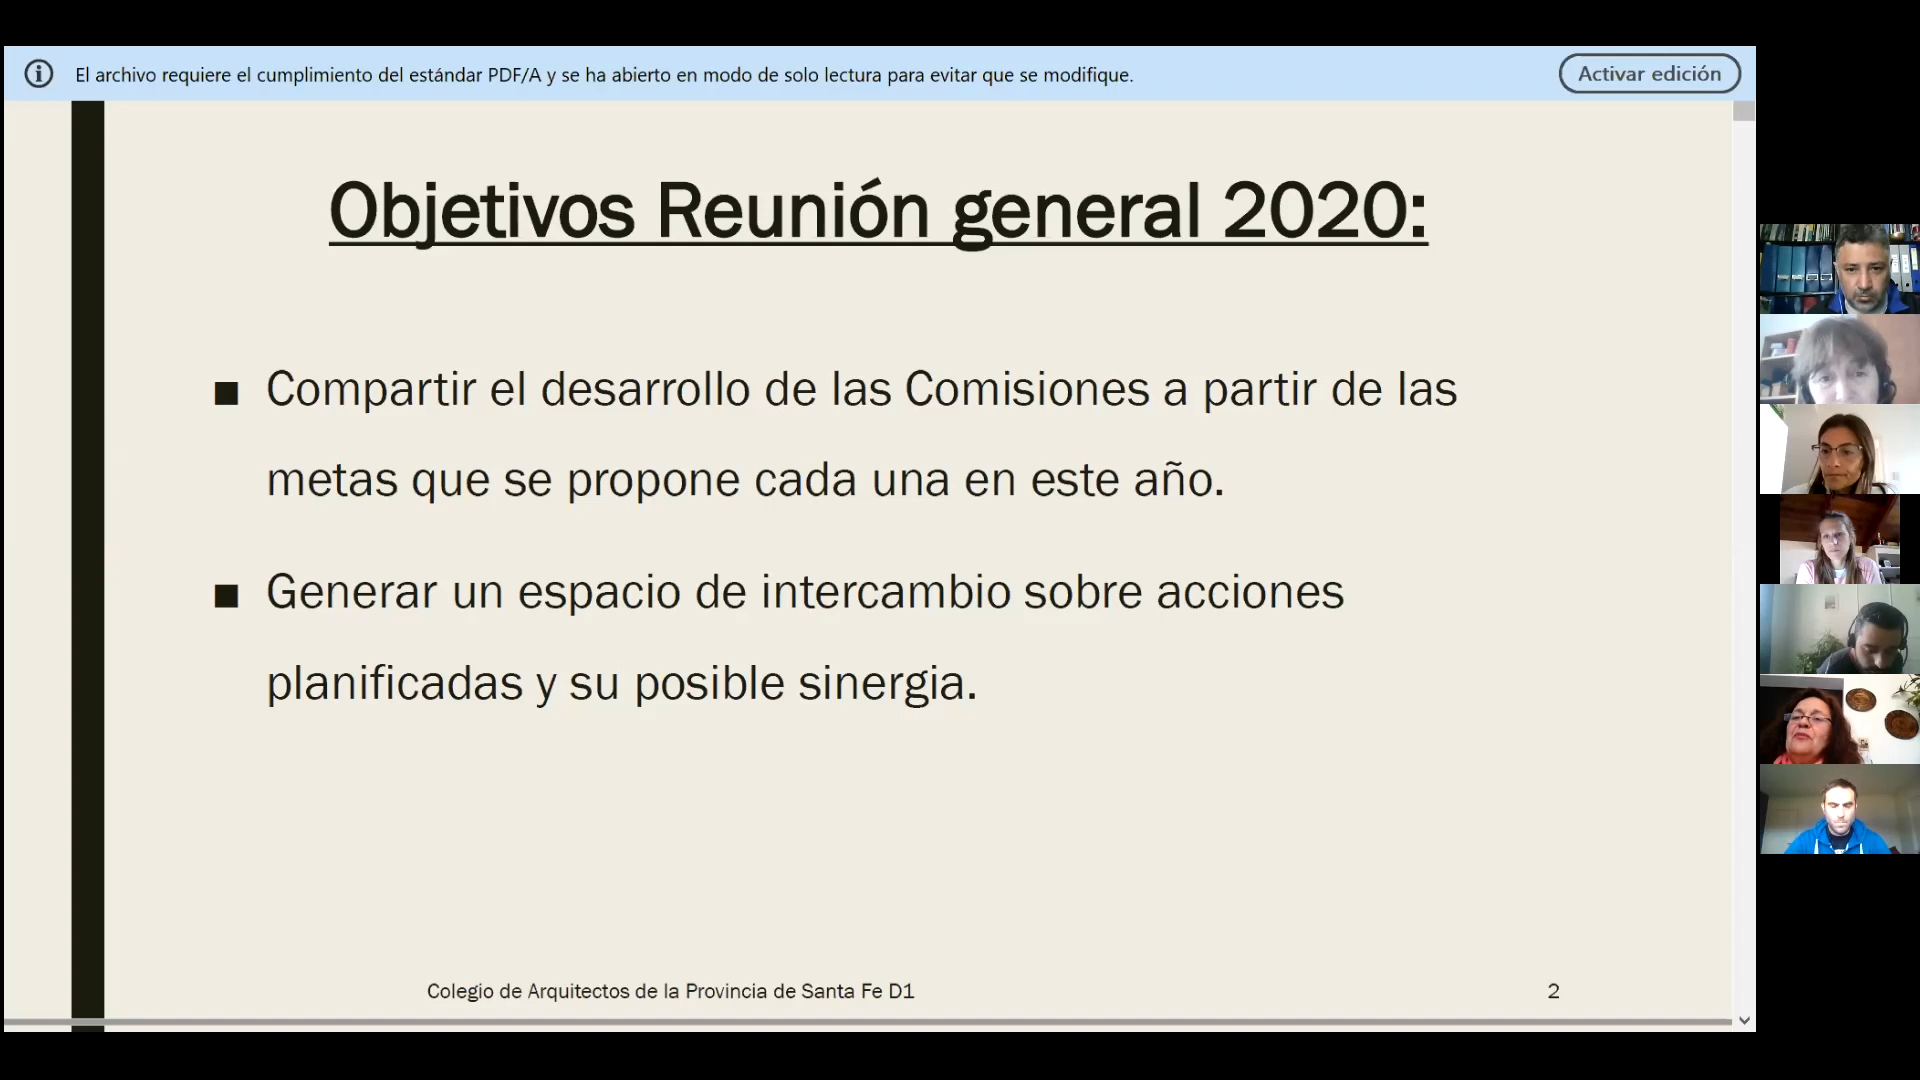 El archivo requiere el cumplimiento del estándar PDF/A y se ha abierto en modo de solo lectura para evitar que se modifique.
Activar edición
Objetivos Reunión general 2020:
■ Compartir el desarrollo de las Comisiones a partir de las
metas que se propone cada una en este año.
■ Generar un espacio de intercambio sobre acciones
planificadas y su posible sinergia.
Colegio de Arquitectos de la Provincia de Santa Fe D1
2